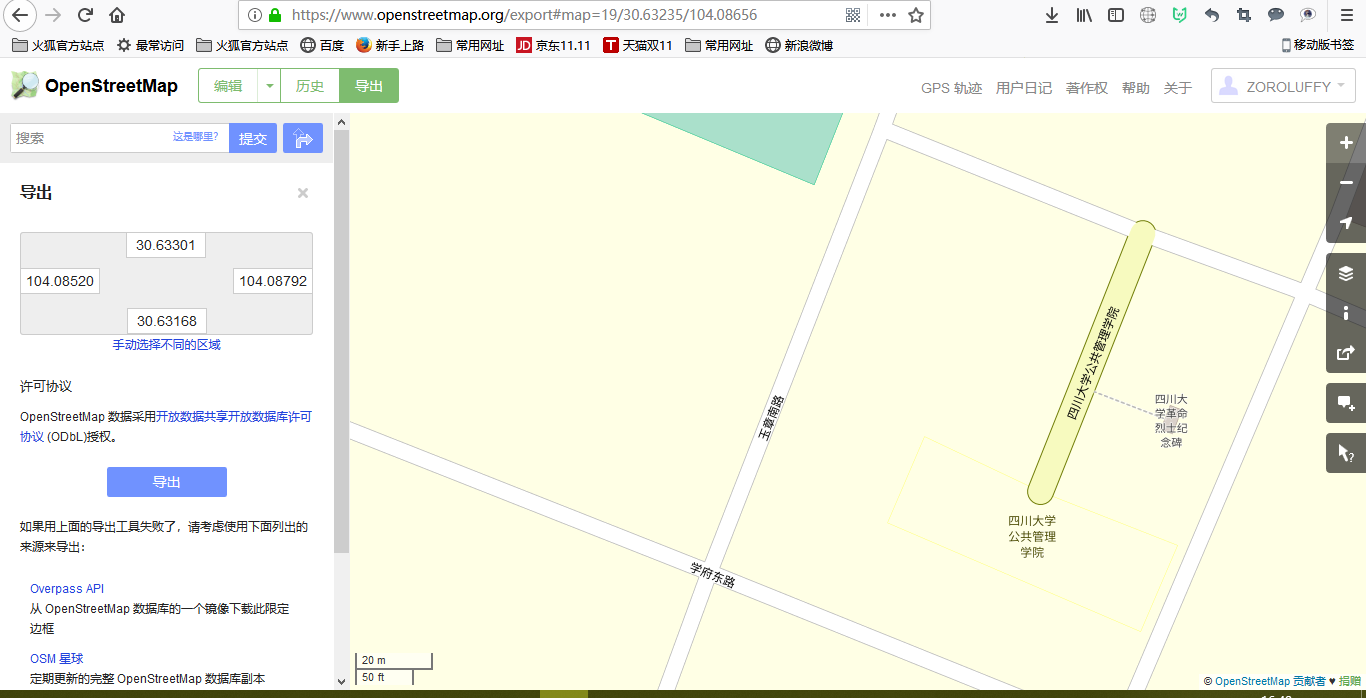 https://www.openstreetmap.org/export#map=19/30.63235/104.08656
火狐官方站点 最常访问 火狐官方站点 百度 新手上路 常用网址 JD 京东11.11 T 天猫双11 常用网址 新浪微博 移动版书签
OpenStreetMap 编辑 历史 导出 GPS 轨迹 用户日记 著作权 帮助 关于 ZOROLUFFY
搜索 这是哪里? 提交
导出
30.63301
104.08520 104.08792
30.63168
手动选择不同的区域
许可协议
OpenStreetMap 数据采用开放数据共享开放数据库许可
协议 (ODbL)授权。
导出
如果用上面的导出工具失败了，请考虑使用下面列出的
来源来导出：
Overpass API
从 OpenStreetMap 数据库的一个镜像下载此限定
边框
OSM 星球
定期更新的完整 OpenStreetMap 数据库副本
四川大学公共管理学院
玉章南路
四川大
学革命
烈士纪
念碑
四川大学
公共管理
学院
学府东路
20 m
50 ft
© OpenStreetMap 贡献者 ♥ 捐赠